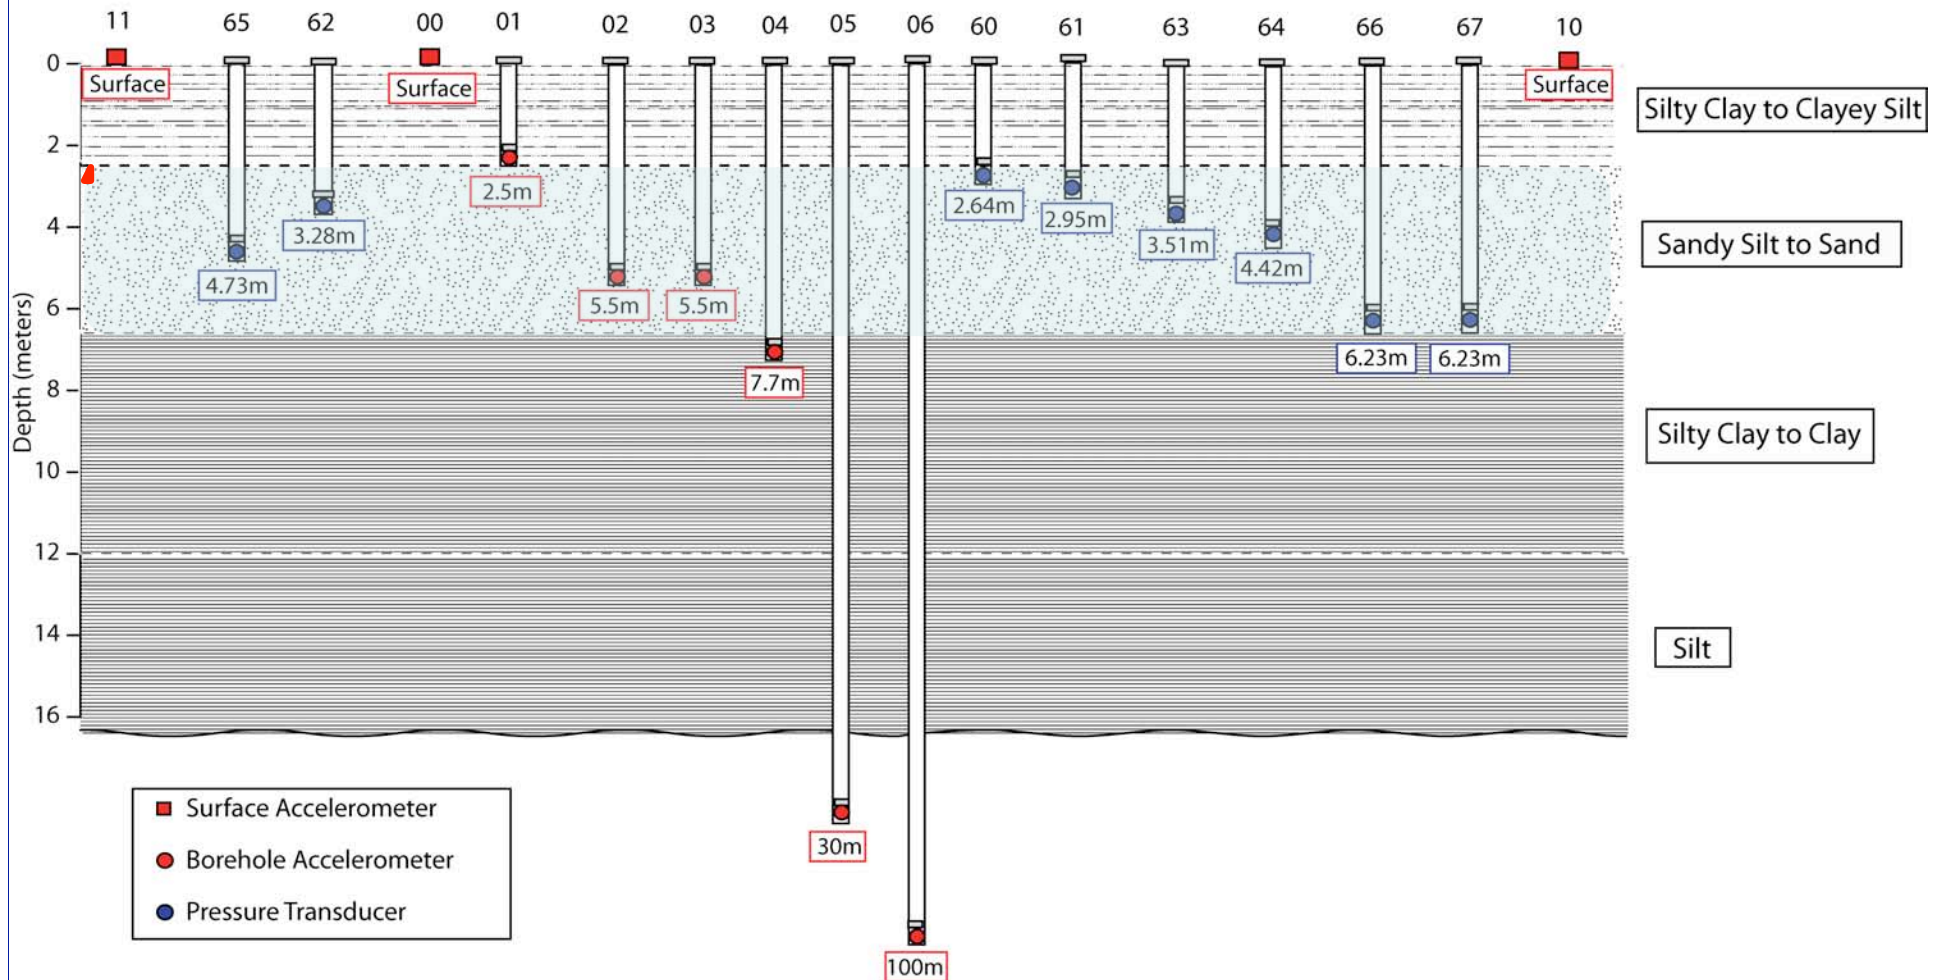 11 65 62 00 01 02 03 04 05 06 60 61 63 64 66 67 10
0
2
4
6
8
10
12
14
16
Depth (meters)
Surface
4.73m
3.28m
Surface
2.5m
5.5m
5.5m
7.7m
30m
100m
2.64m
2.95m
3.51m
4.42m
6.23m
6.23m
Surface
Silty Clay to Clayey Silt
Sandy Silt to Sand
Silty Clay to Clay
Silt
Surface Accelerometer
Borehole Accelerometer
Pressure Transducer